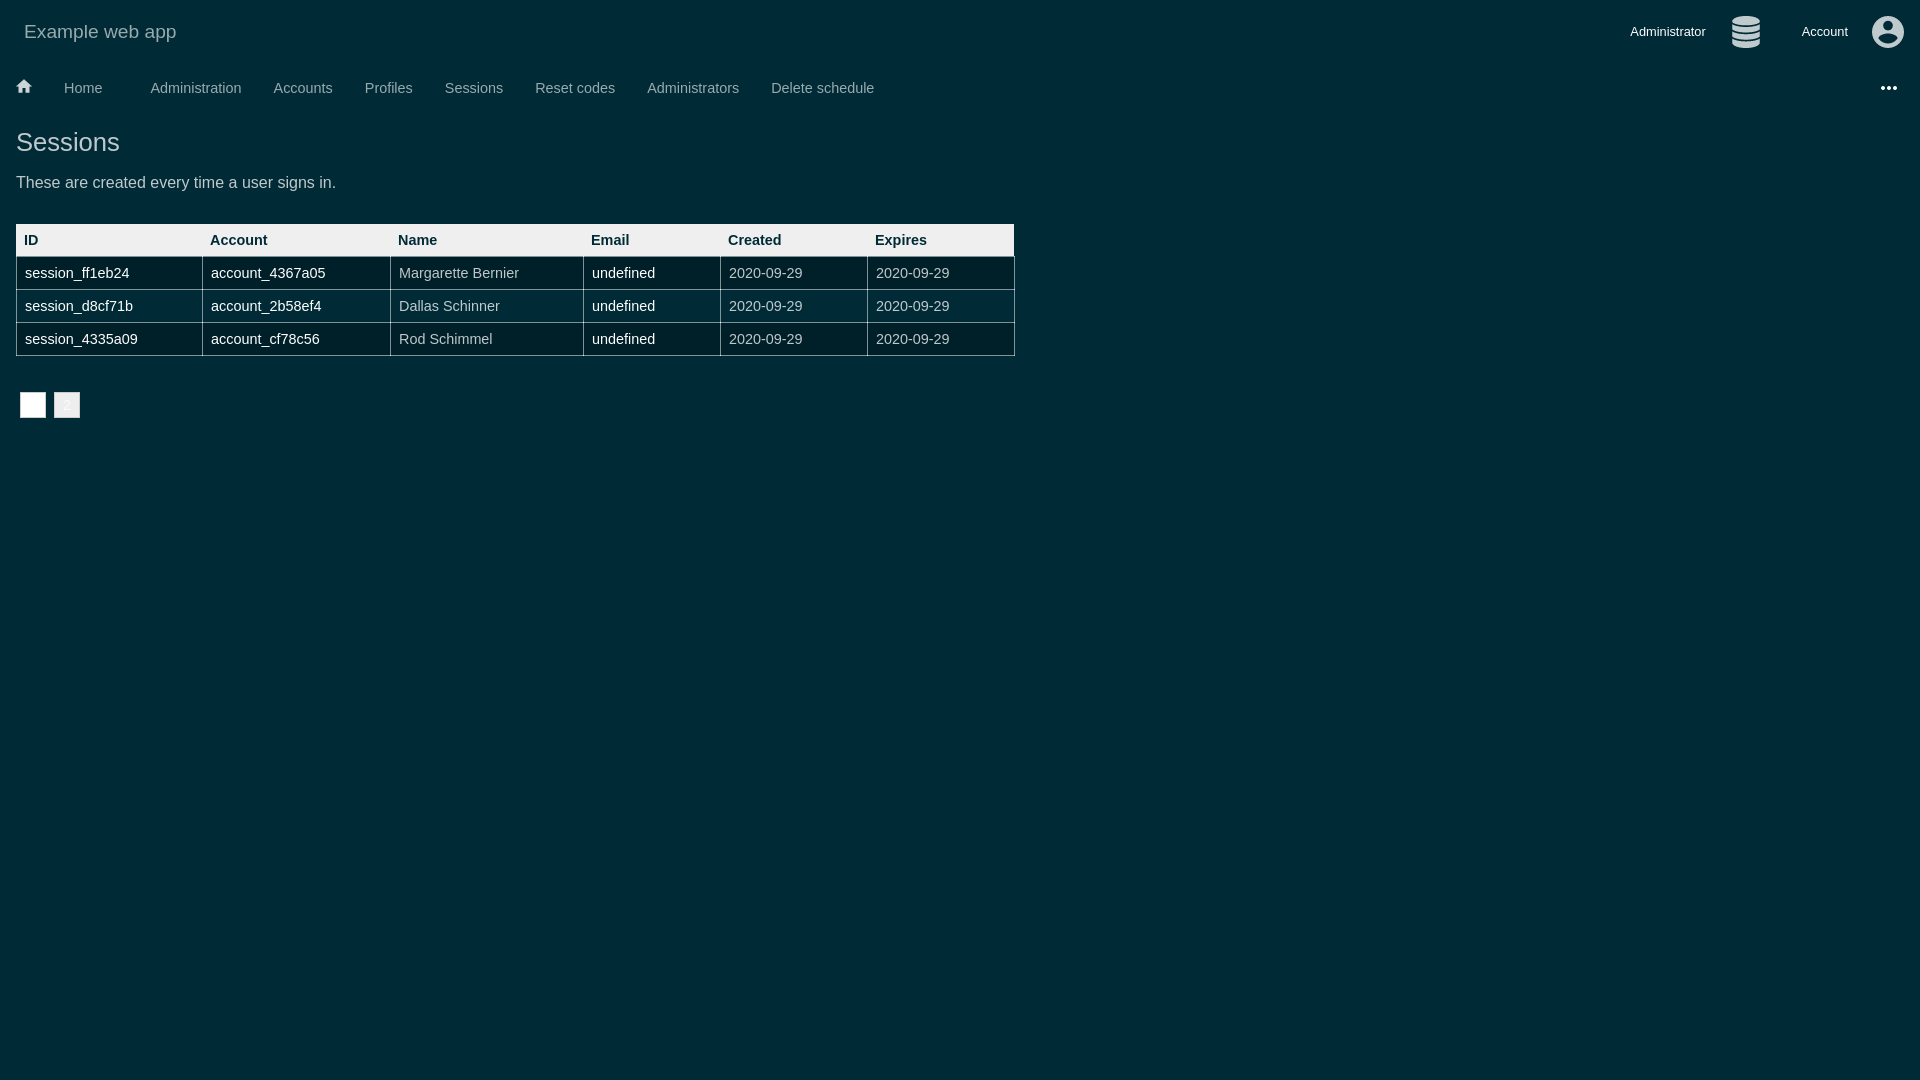 Example web app
Administrator
Account
Home Administration Accounts Profiles Sessions Reset codes Administrators Delete schedule
Sessions
These are created every time a user signs in.
ID Account Name Email Created Expires
session_ff1eb24 account_4367a05 Margarette Bernier undefined 2020-09-29 2020-09-29
session_d8cf71b account_2b58ef4 Dallas Schinner undefined 2020-09-29 2020-09-29
session_4335a09 account_cf78c56 Rod Schimmel undefined 2020-09-29 2020-09-29
2